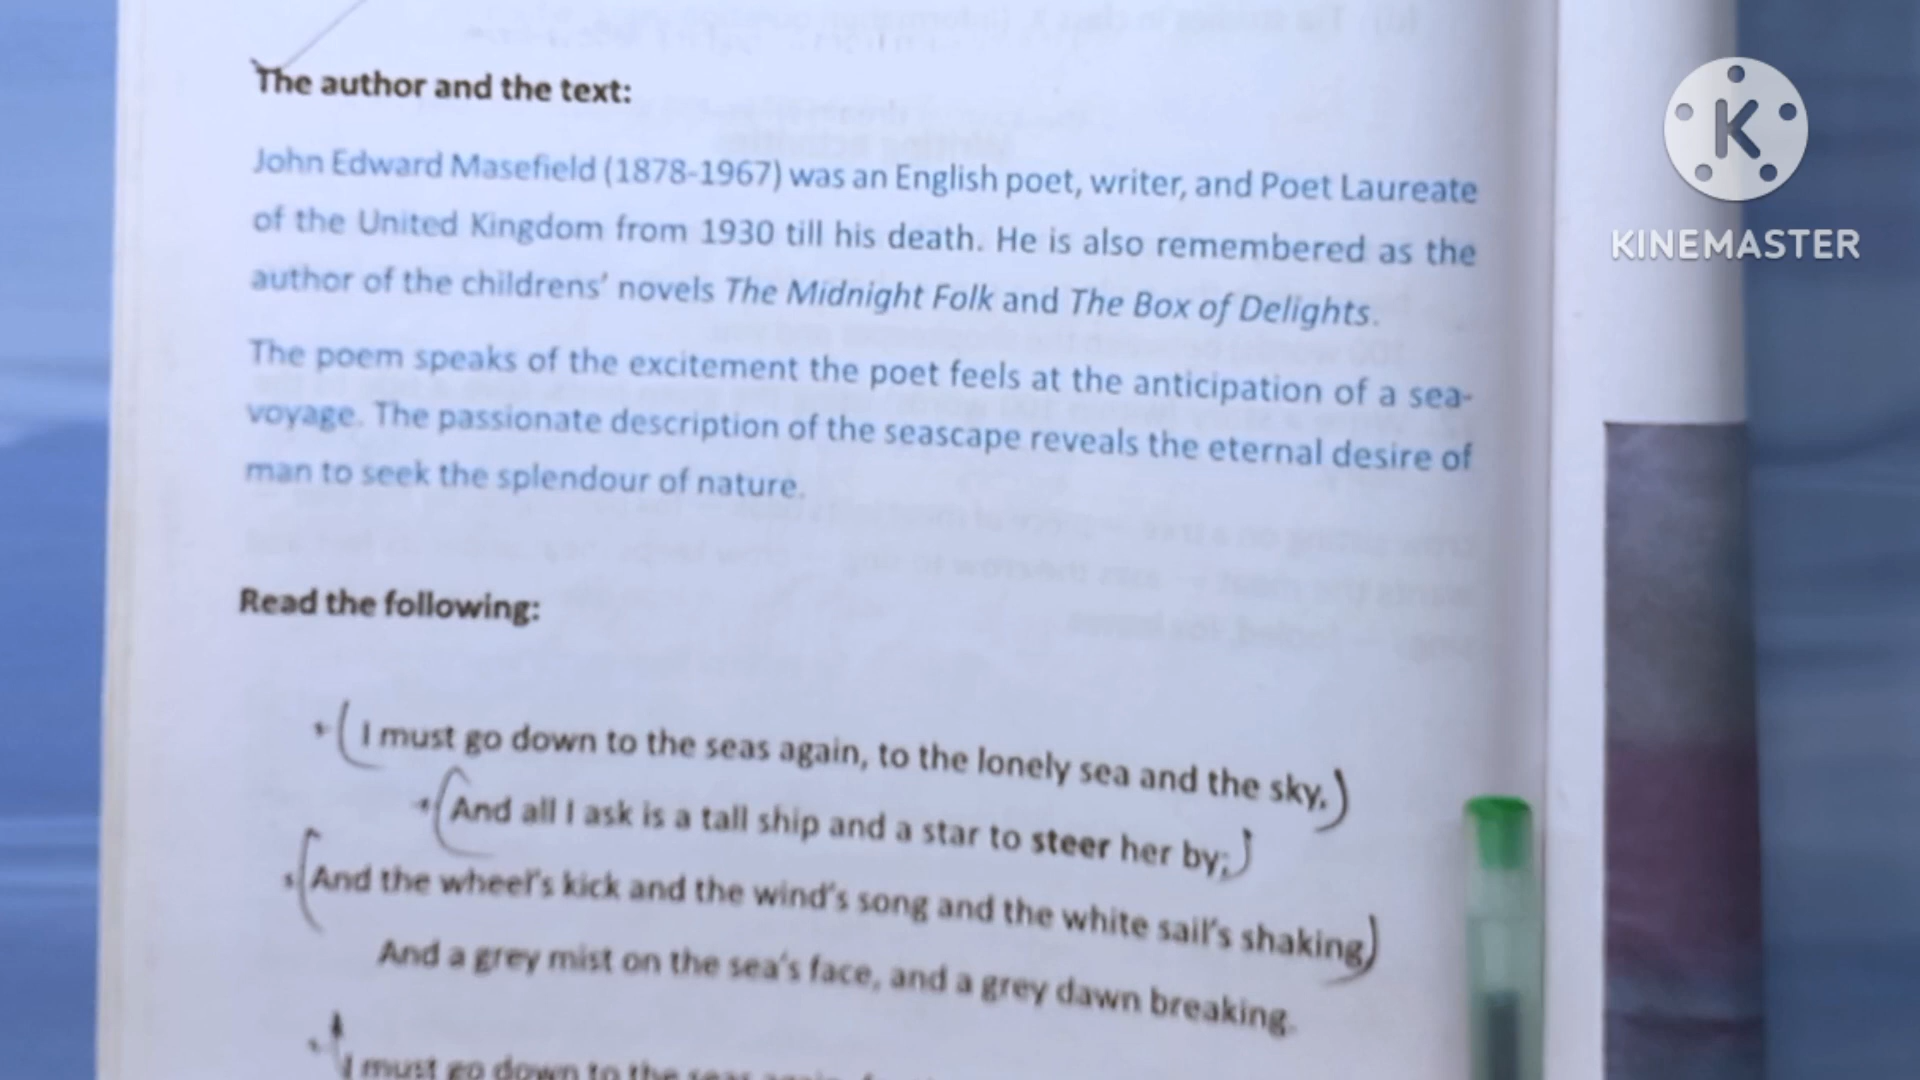 The author and the text:
John Edward Masefield (1878-1967) was an English poet, writer, and Poet Laureate
of the United Kingdom from 1930 till his death. He is also remembered as the
author of the childrens' novels The Midnight Folk and The Box of Delights.
The poem speaks of the excitement the poet feels at the anticipation of a sea-
voyage. The passionate description of the seascape reveals the eternal desire of
man to seek the splendour of nature.
Read the following:
I must go down to the seas again, to the lonely sea and the sky,
And all I ask is a tall ship and a star to steer her by;
And the wheel's kick and the wind's song and the white sail's shaking
And a grey mist on the sea's face, and a grey dawn breaking.
I must go down to the seas again,
K
KINEMASTER